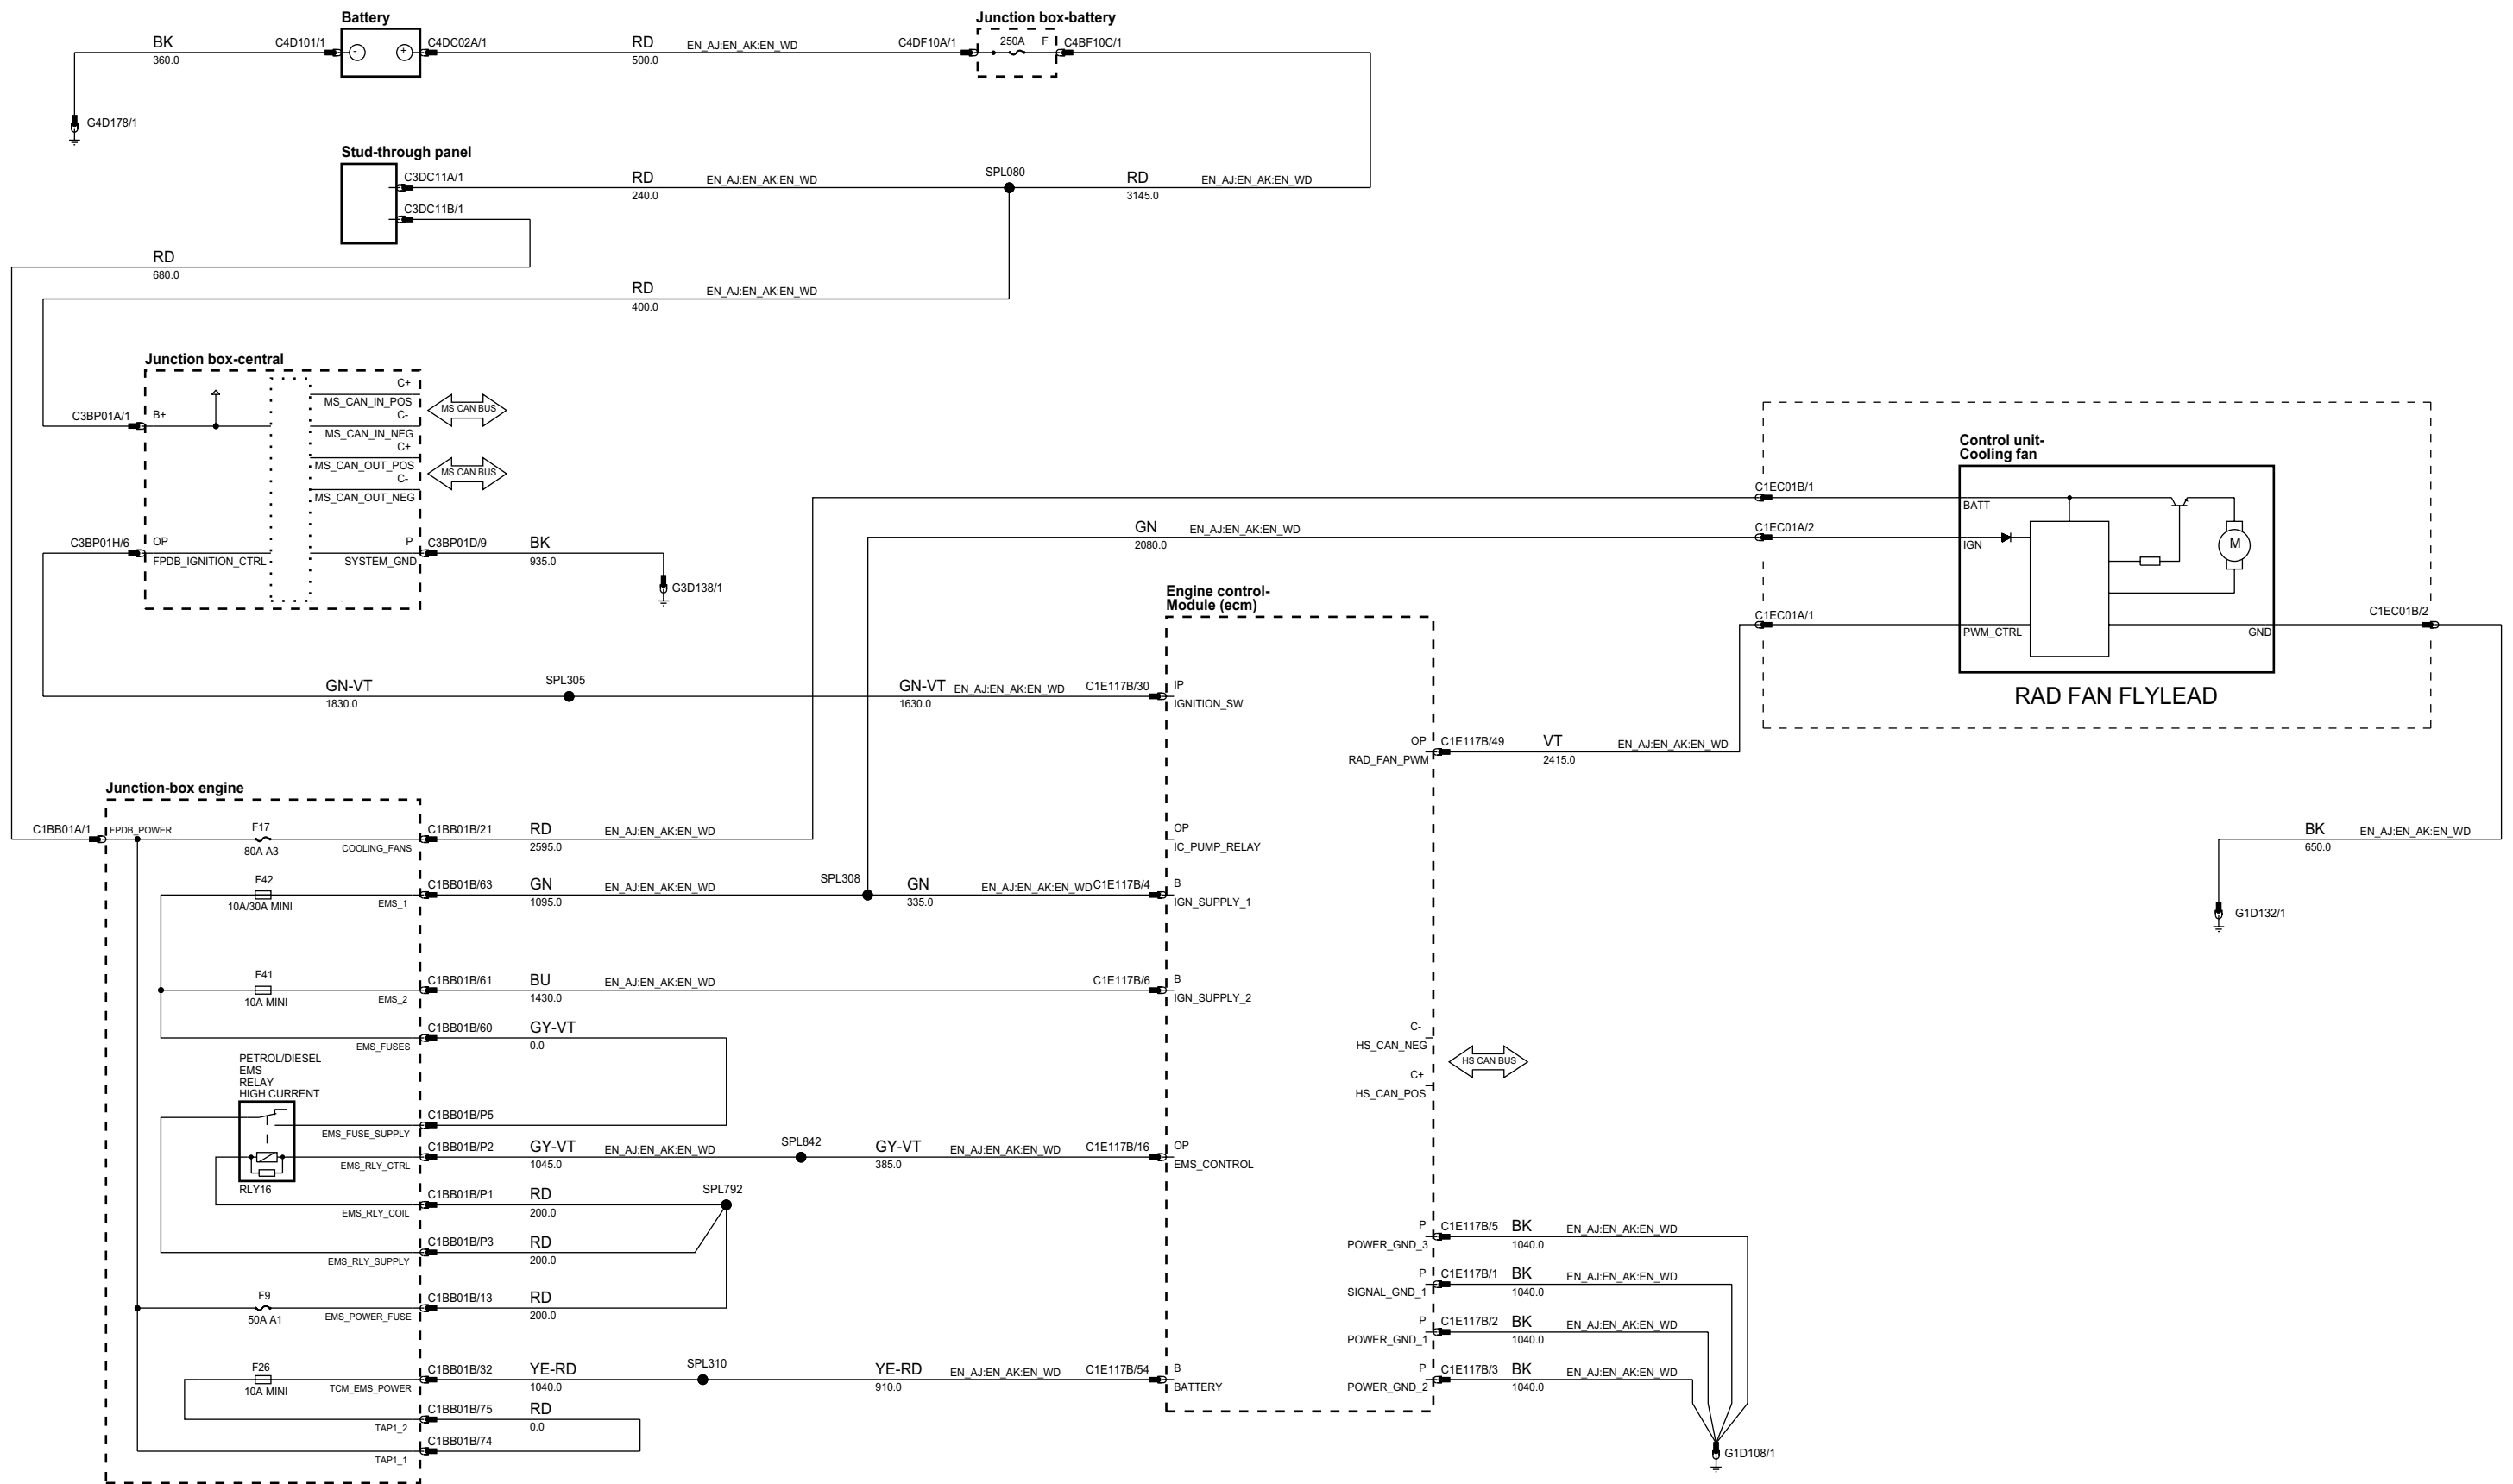 Battery
Junction box-battery
BK
360.0
C4D101/1
-
+
C4DC02A/1
RD
500.0
EN_AJ:EN_AK:EN_WD
C4DF10A/1
250A
F
C4BF10C/1
G4D178/1
Stud-through panel
C3DC11A/1
RD
240.0
EN_AJ:EN_AK:EN_WD
SPL080
RD
3145.0
EN_AJ:EN_AK:EN_WD
C3DC11B/1
RD
680.0
RD
400.0
EN_AJ:EN_AK:EN_WD
Junction box-central
C3BP01A/1
B+
C+
MS_CAN_IN_POS
C-
MS_CAN_IN_NEG
C+
MS_CAN_OUT_POS
C-
MS_CAN_OUT_NEG
MS CAN BUS
MS CAN BUS
C3BP01H/6
OP
FPDB_IGNITION_CTRL
P
SYSTEM_GND
C3BP01D/9
BK
935.0
G3D138/1
GN-VT
1830.0
SPL305
GN-VT
1630.0
EN_AJ:EN_AK:EN_WD
C1E117B/30
GN
2080.0
EN_AJ:EN_AK:EN_WD
Control unit-
Cooling fan
C1EC01B/1
BATT
C1EC01A/2
IGN
M
C1EC01A/1
PWM_CTRL
GND
C1EC01B/2
RAD FAN FLYLEAD
Engine control-
Module (ecm)
IP
IGNITION_SW
OP
RAD_FAN_PWM
C1E117B/49
VT
2415.0
EN_AJ:EN_AK:EN_WD
OP
IC_PUMP_RELAY
B
IGN_SUPPLY_1
B
IGN_SUPPLY_2
C-
HS_CAN_NEG
C+
HS_CAN_POS
HS CAN BUS
OP
EMS_CONTROL
P
POWER_GND_3
C1E117B/5
BK
1040.0
EN_AJ:EN_AK:EN_WD
P
SIGNAL_GND_1
C1E117B/1
BK
1040.0
EN_AJ:EN_AK:EN_WD
P
POWER_GND_1
C1E117B/2
BK
1040.0
EN_AJ:EN_AK:EN_WD
B
BATTERY
P
POWER_GND_2
C1E117B/3
BK
1040.0
EN_AJ:EN_AK:EN_WD
G1D108/1
BK
650.0
EN_AJ:EN_AK:EN_WD
G1D132/1
Junction-box engine
C1BB01A/1
FPDB_POWER
F17
80A A3
COOLING_FANS
C1BB01B/21
RD
2595.0
EN_AJ:EN_AK:EN_WD
F42
10A/30A MINI
EMS_1
C1BB01B/63
GN
1095.0
EN_AJ:EN_AK:EN_WD
SPL308
GN
335.0
EN_AJ:EN_AK:EN_WD
C1E117B/4
F41
10A MINI
EMS_2
C1BB01B/61
BU
1430.0
EN_AJ:EN_AK:EN_WD
C1E117B/6
EMS_FUSES
C1BB01B/60
GY-VT
0.0
PETROL/DIESEL
EMS
RELAY
HIGH CURRENT
RLY16
EMS_FUSE_SUPPLY
C1BB01B/P5
EMS_RLY_CTRL
C1BB01B/P2
GY-VT
1045.0
EN_AJ:EN_AK:EN_WD
SPL842
GY-VT
385.0
EN_AJ:EN_AK:EN_WD
C1E117B/16
EMS_RLY_COIL
C1BB01B/P1
RD
200.0
SPL792
EMS_RLY_SUPPLY
C1BB01B/P3
RD
200.0
F9
50A A1
EMS_POWER_FUSE
C1BB01B/13
RD
200.0
F26
10A MINI
TCM_EMS_POWER
C1BB01B/32
YE-RD
1040.0
SPL310
YE-RD
910.0
EN_AJ:EN_AK:EN_WD
C1E117B/54
TAP1_2
C1BB01B/75
RD
0.0
TAP1_1
C1BB01B/74